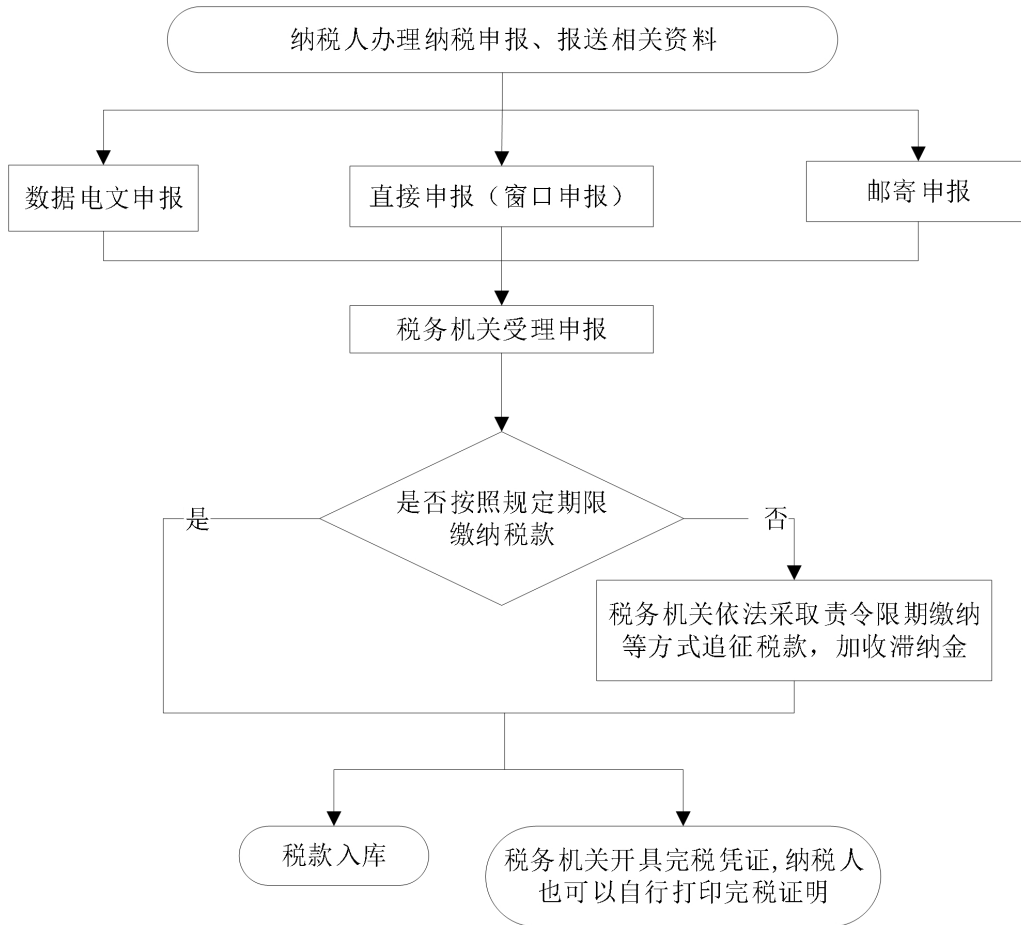 纳税人办理纳税申报、报送相关资料
数据电文申报
直接申报（窗口申报）
邮寄申报
税务机关受理申报
是否按照规定期限
缴纳税款
是
否
税务机关依法采取责令限期缴纳
等方式追征税款，加收滞纳金
税款入库
税务机关开具完税凭证,纳税人
也可以自行打印完税证明